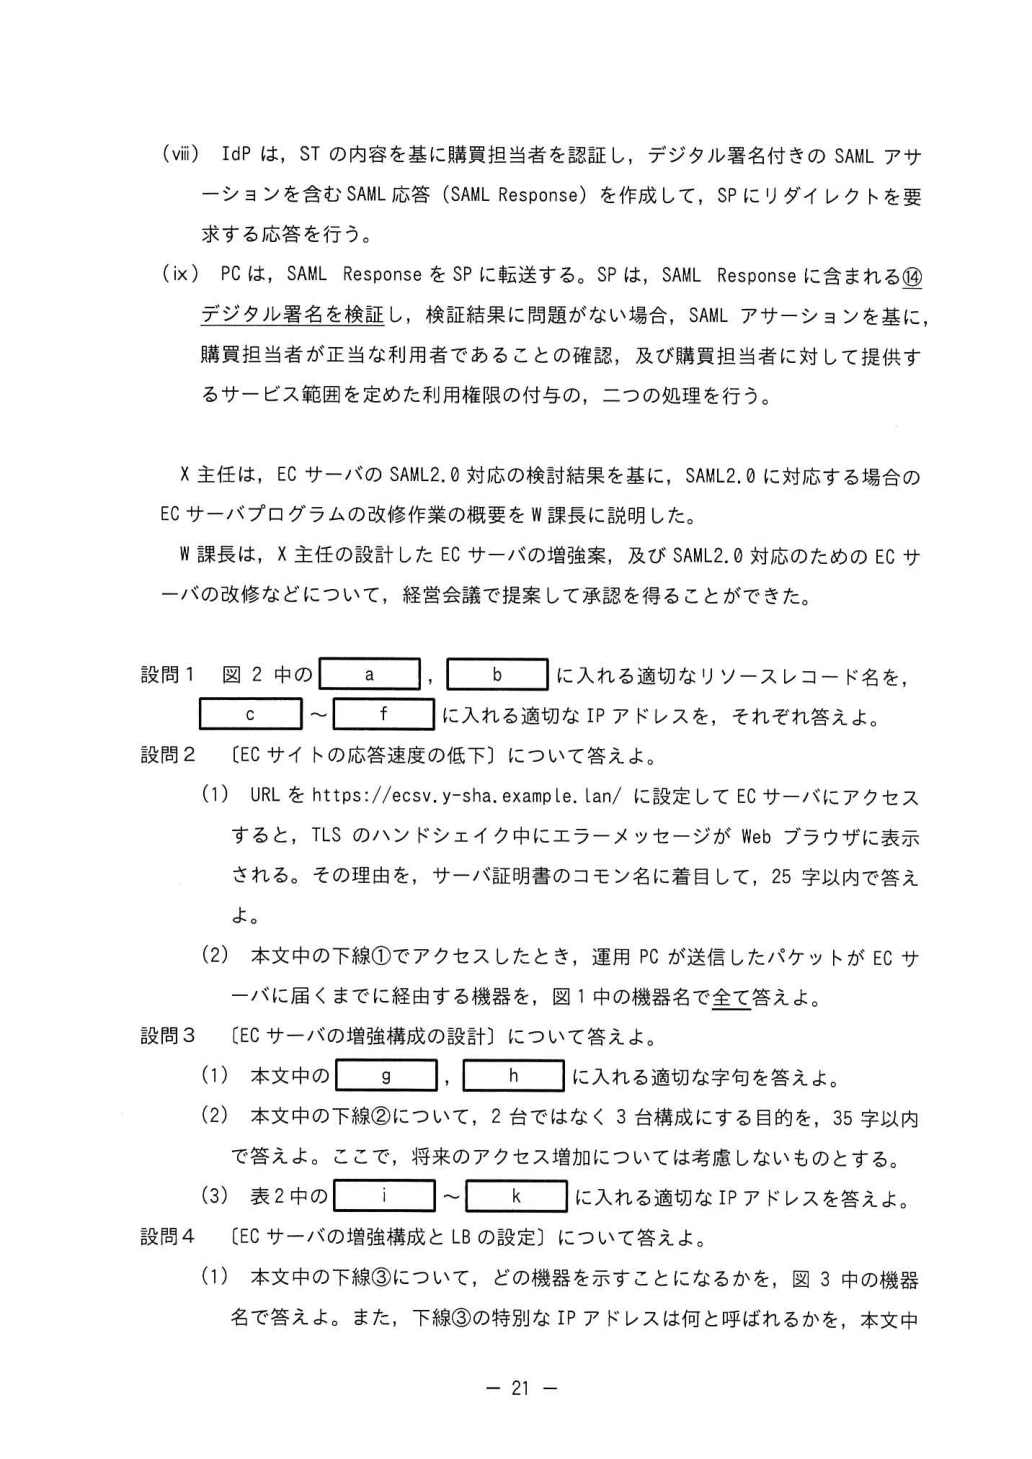 (ⅷ) IdP は，ST の内容を基に購買担当者を認証し，デジタル署名付きの SAML アサ
ーションを含む SAML 応答（SAML Response）を作成して，SP にリダイレクトを要
求する応答を行う。
(ⅸ) PC は，SAML Response を SP に転送する。SP は，SAML Response に含まれる⑭
デジタル署名を検証し，検証結果に問題がない場合，SAML アサーションを基に，
購買担当者が正当な利用者であることの確認，及び購買担当者に対して提供す
るサービス範囲を定めた利用権限の付与の，二つの処理を行う。
X 主任は，EC サーバの SAML2.0 対応の検討結果を基に，SAML2.0 に対応する場合の
EC サーバプログラムの改修作業の概要を W 課長に説明した。
W 課長は，X 主任の設計した EC サーバの増強案，及び SAML2.0 対応のための EC サ
ーバの改修などについて，経営会議で提案して承認を得ることができた。
設問1 図 2 中の a ， b に入れる適切なリソースレコード名を，
c ～ f に入れる適切な IP アドレスを，それぞれ答えよ。
設問2 〔EC サイトの応答速度の低下〕について答えよ。
(1) URL を https://ecsv.y-sha.example.lan/ に設定して EC サーバにアクセス
すると，TLS のハンドシェイク中にエラーメッセージが Web ブラウザに表示
される。その理由を，サーバ証明書のコモン名に着目して，25 字以内で答え
よ。
(2) 本文中の下線①でアクセスしたとき，運用 PC が送信したパケットが EC サ
ーバに届くまでに経由する機器を，図 1 中の機器名で全て答えよ。
設問3 〔EC サーバの増強構成の設計〕について答えよ。
(1) 本文中の g ， h に入れる適切な字句を答えよ。
(2) 本文中の下線②について，2 台ではなく 3 台構成にする目的を，35 字以内
で答えよ。ここで，将来のアクセス増加については考慮しないものとする。
(3) 表 2 中の i ～ k に入れる適切な IP アドレスを答えよ。
設問4 〔EC サーバの増強構成と LB の設定〕について答えよ。
(1) 本文中の下線③について，どの機器を示すことになるかを，図 3 中の機器
名で答えよ。また，下線③の特別な IP アドレスは何と呼ばれるかを，本文中
－ 21 －